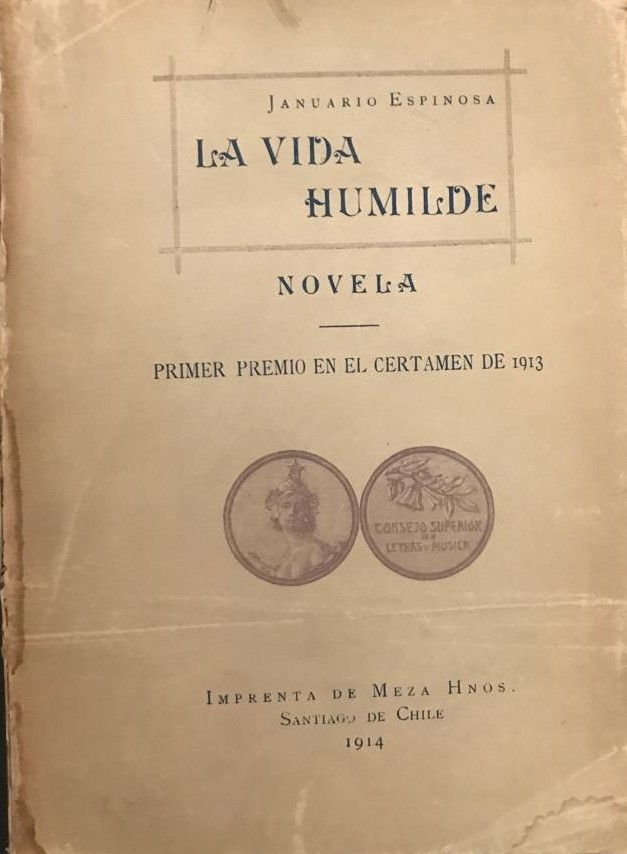 JANUARIO ESPINOSA
LA VIDA
HUMILDE
NOVELA
PRIMER PREMIO EN EL CERTAMEN DE 1913
CONSEJO SUPERIOR
DE
LETRAS Y MUSICA
IMPRENTA DE MEZA HNOS.
SANTIAGO DE CHILE
1914